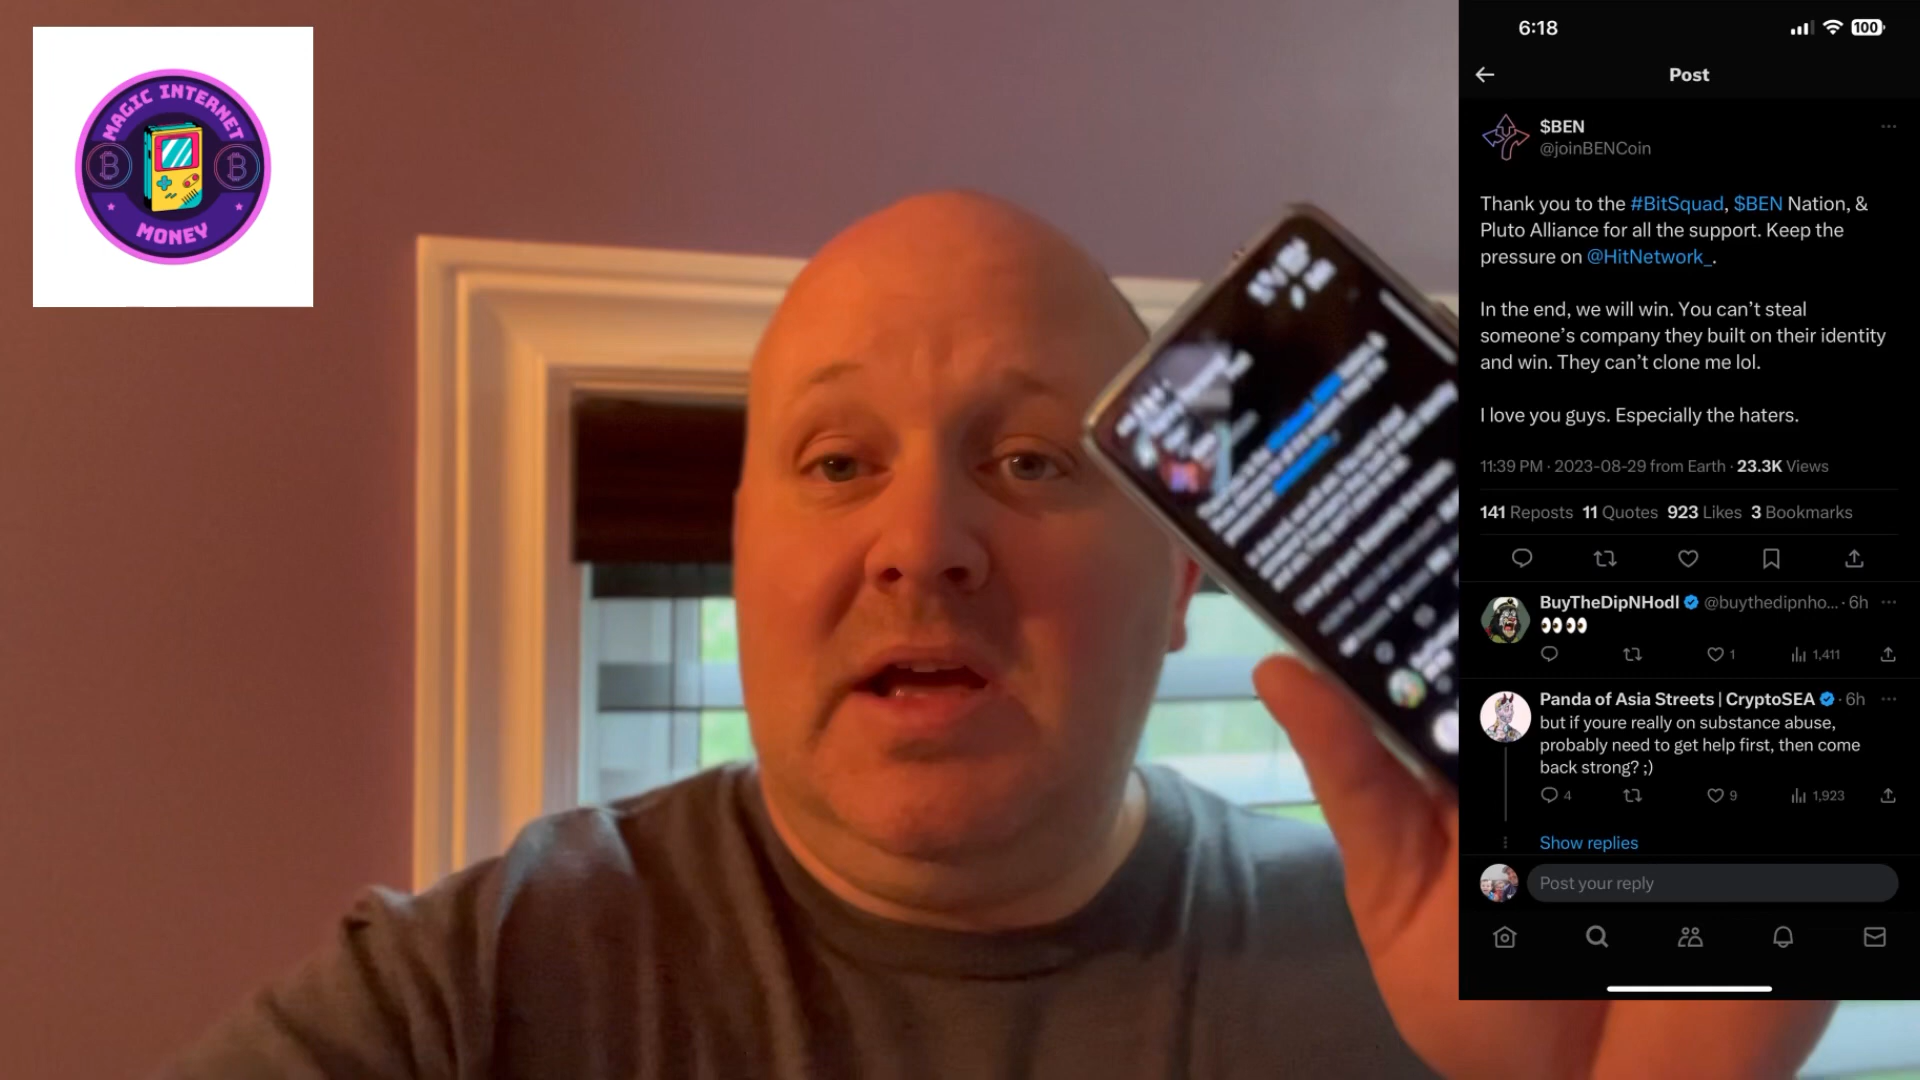 MAGIC INTERNET
MONEY
6:18
100
Post
$BEN
@joinBENCoin
Thank you to the #BitSquad, $BEN Nation, &
Pluto Alliance for all the support. Keep the
pressure on @HitNetwork_.
In the end, we will win. You can’t steal
someone’s company they built on their identity
and win. They can’t clone me lol.
I love you guys. Especially the haters.
11:39 PM · 2023-08-29 from Earth · 23.3K Views
141 Reposts 11 Quotes 923 Likes 3 Bookmarks
BuyTheDipNHodl @buythedipnho... · 6h
👀👀
1 1,411
Panda of Asia Streets | CryptoSEA · 6h
but if youre really on substance abuse,
probably need to get help first, then come
back strong? ;)
4 9 1,923
Show replies
Post your reply